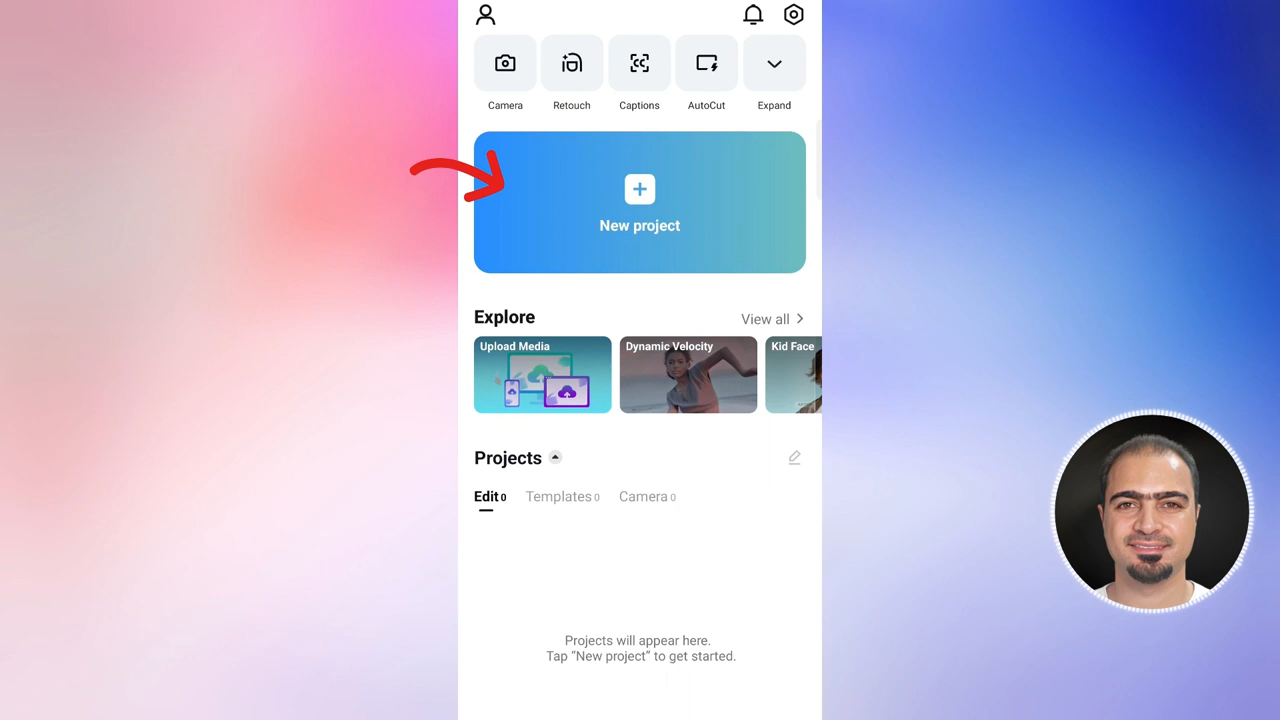 Camera Retouch Captions AutoCut Expand
New project
Explore View all
Upload Media Dynamic Velocity Kid Face
Projects
Edit 0 Templates 0 Camera 0
Projects will appear here.
Tap “New project” to get started.